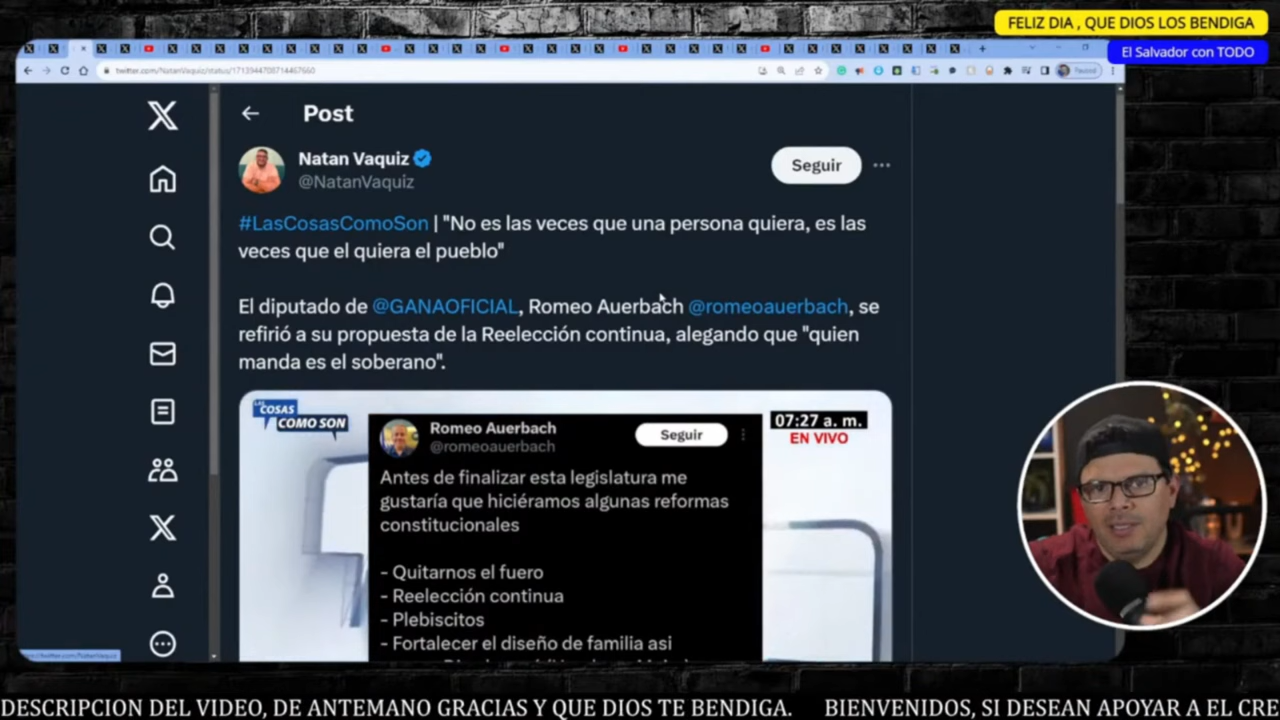 FELIZ DIA , QUE DIOS LOS BENDIGA
El Salvador con TODO
twitter.com/NatanVaquiz/status/1713944708714467660
Post
Natan Vaquiz
@NatanVaquiz
Seguir
#LasCosasComoSon | "No es las veces que una persona quiera, es las
veces que el quiera el pueblo"
El diputado de @GANAOFICIAL, Romeo Auerbach @romeoauerbach, se
refirió a su propuesta de la Reelección continua, alegando que "quien
manda es el soberano".
LAS COSAS
COMO SON
07:27 a. m.
EN VIVO
Romeo Auerbach
@romeoauerbach
Seguir
Antes de finalizar esta legislatura me
gustaría que hiciéramos algunas reformas
constitucionales
- Quitarnos el fuero
- Reelección continua
- Plebiscitos
- Fortalecer el diseño de familia asi
DESCRIPCION DEL VIDEO, DE ANTEMANO GRACIAS Y QUE DIOS TE BENDIGA. BIENVENIDOS, SI DESEAN APOYAR A EL CRE